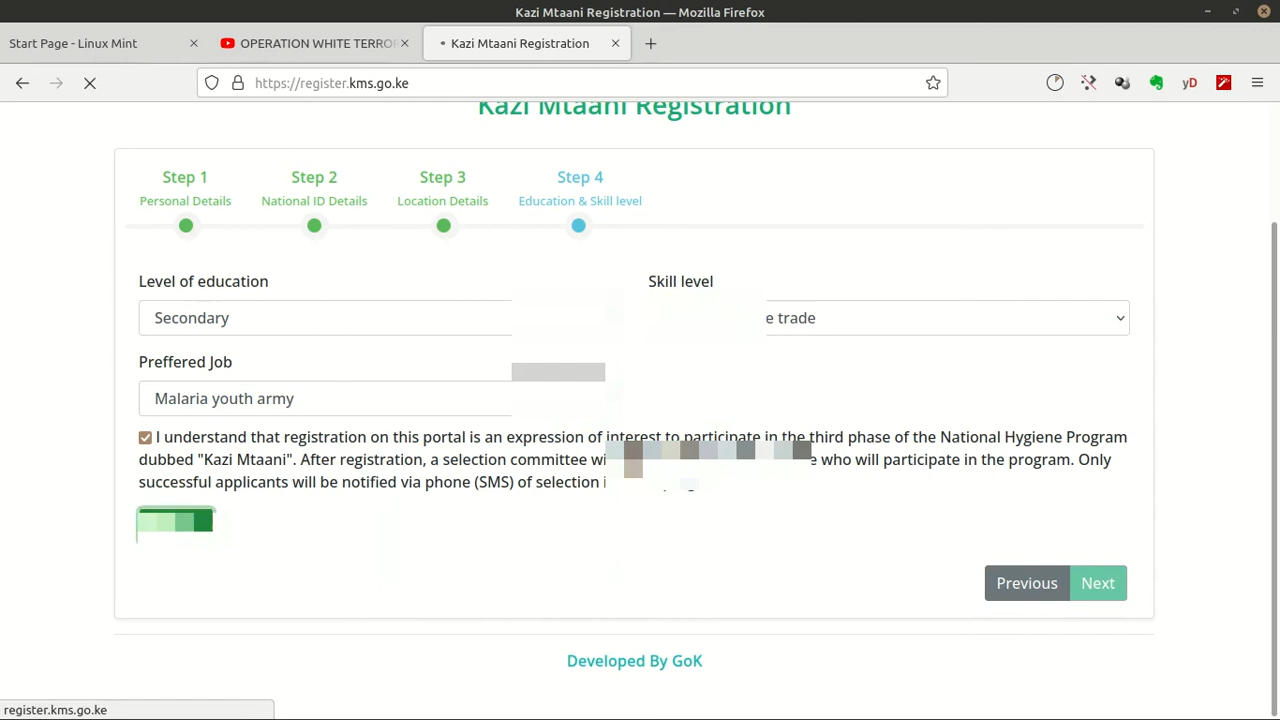 Kazi Mtaani Registration — Mozilla Firefox
Start Page - Linux Mint
OPERATION WHITE TERROR
Kazi Mtaani Registration
https://register.kms.go.ke
yD
Kazi Mtaani Registration
Step 1 Step 2 Step 3 Step 4
Personal Details National ID Details Location Details Education & Skill level
Level of education Skill level
Secondary e trade
Preffered Job
Malaria youth army
I understand that registration on this portal is an expression of interest to participate in the third phase of the National Hygiene Program
dubbed "Kazi Mtaani". After registration, a selection committee who will participate in the program. Only
successful applicants will be notified via phone (SMS) of selection
Previous Next
Developed By GoK
register.kms.go.ke